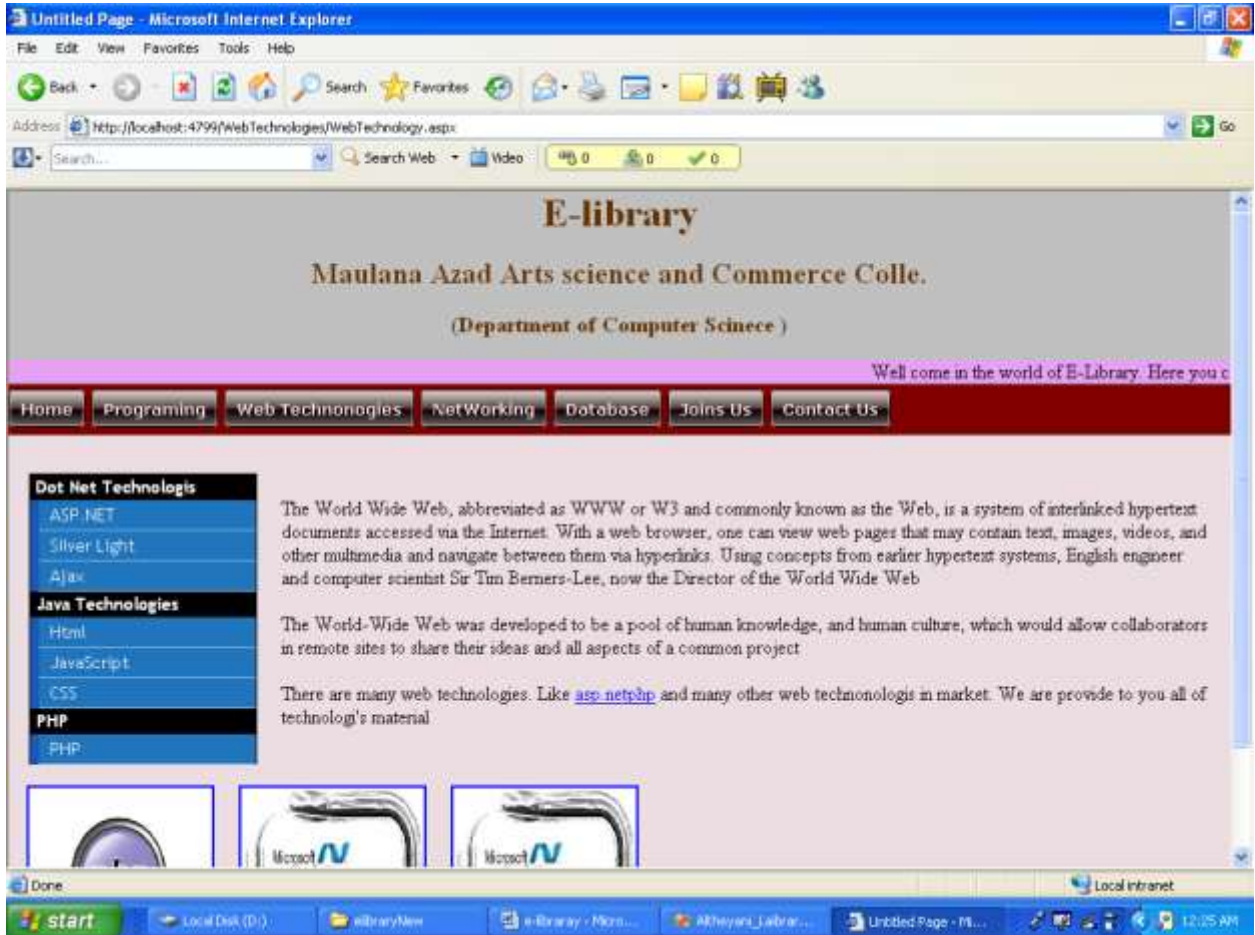 Untitled Page - Microsoft Internet Explorer
File Edit View Favorites Tools Help
Back Search Favorites
Address http://localhost:4799/WebTechnologies/WebTechnology.aspx Go
Search... Search Web Video 0 0 0
E-library
Maulana Azad Arts science and Commerce Colle.
(Department of Computer Scinece )
Well come in the world of E-Library. Here you c
Home Programing Web Technonogies NetWorking Database Joins Us Contact Us
Dot Net Technologis
ASP.NET
Silver Light
Ajax
Java Technologies
Html
JavaScript
CSS
PHP
PHP
The World Wide Web, abbreviated as WWW or W3 and commonly known as the Web, is a system of interlinked hypertext
documents accessed via the Internet. With a web browser, one can view web pages that may contain text, images, videos, and
other multimedia and navigate between them via hyperlinks. Using concepts from earlier hypertext systems, English engineer
and computer scientist Sir Tim Berners-Lee, now the Director of the World Wide Web
The World-Wide Web was developed to be a pool of human knowledge, and human culture, which would allow collaborators
in remote sites to share their ideas and all aspects of a common project
There are many web technologies. Like asp.netphp and many other web technonologis in market. We are provide to you all of
technologi's material
Microsoft
Microsoft
Done Local intranet
start Local Disk (D:) elibraryNew e-libraray - Micro... Untitled Page - Mi... 12:25 AM